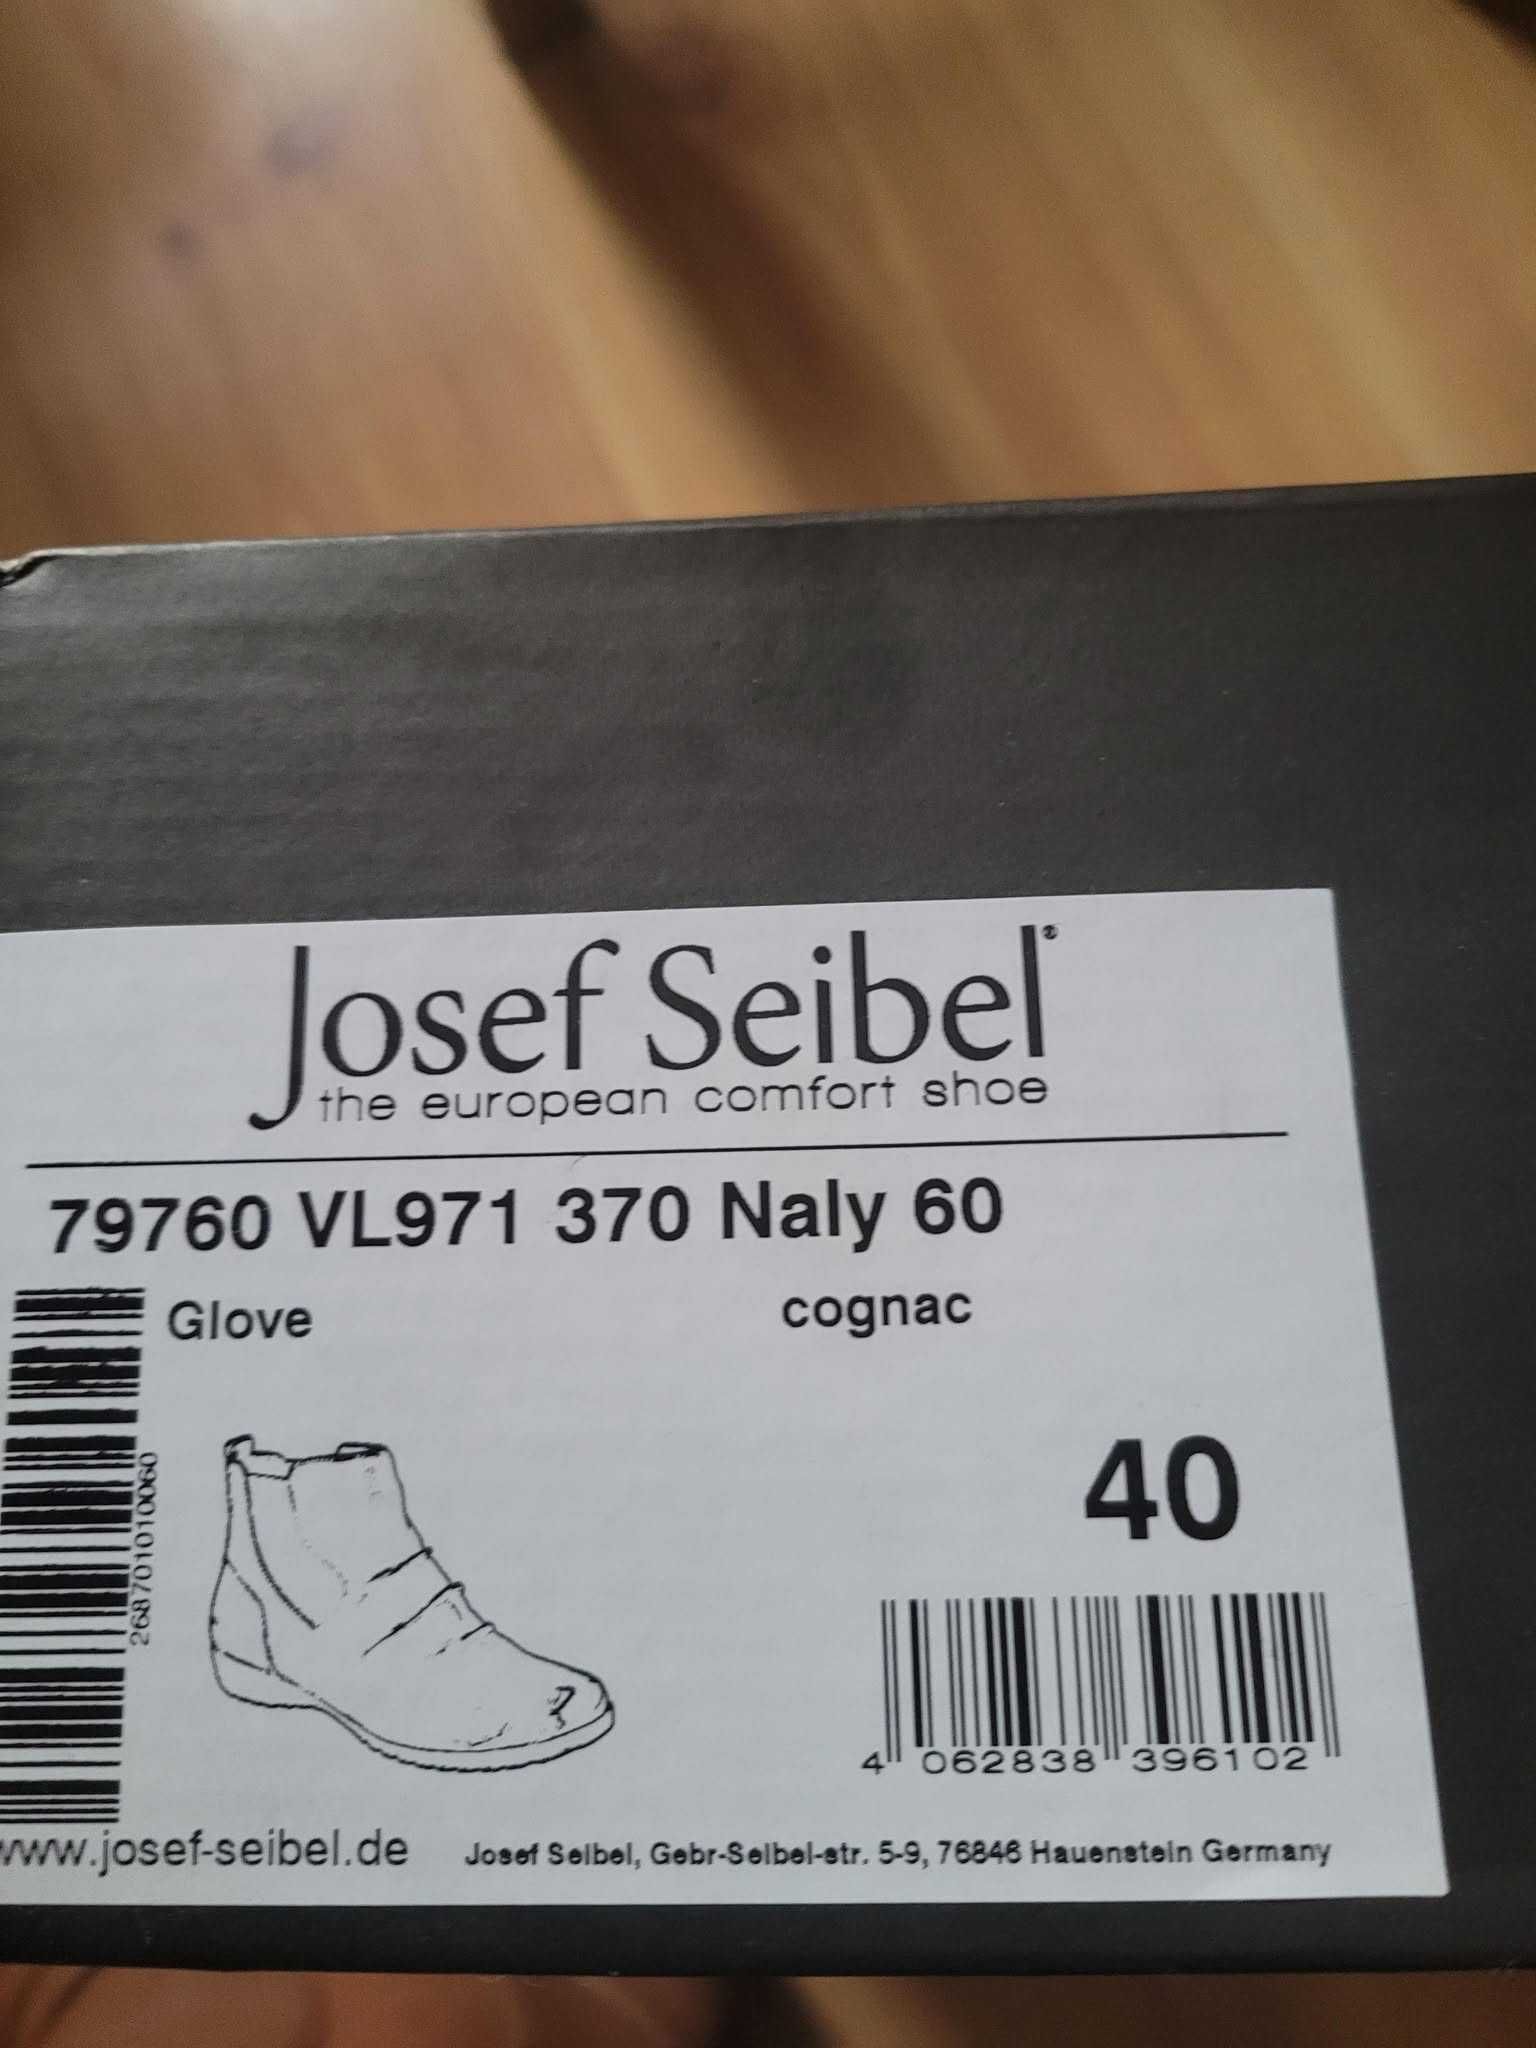 Josef Seibel®
the european comfort shoe
79760 VL971 370 Naly 60
Glove cognac
268701010060
40
4 062838 396102
www.josef-seibel.de
Josef Seibel, Gebr-Seibel-str. 5-9, 76846 Hauenstein Germany